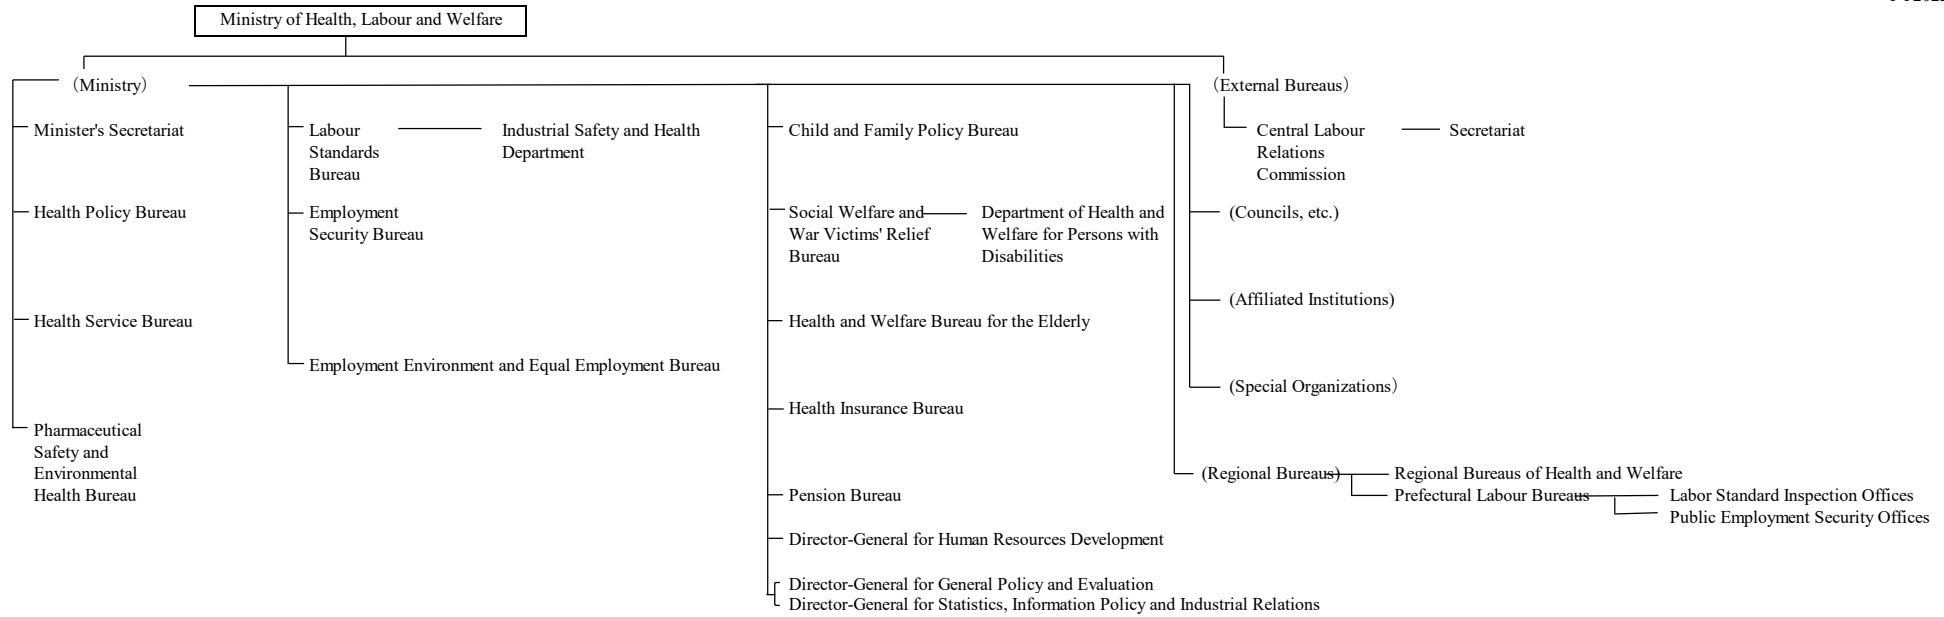 Ministry of Health, Labour and Welfare
（Ministry）
（External Bureaus）
Minister's Secretariat
Labour
Standards
Bureau
Industrial Safety and Health
Department
Child and Family Policy Bureau
Central Labour
Relations
Commission
Secretariat
Health Policy Bureau
Employment
Security Bureau
Social Welfare and
War Victims' Relief
Bureau
Department of Health and
Welfare for Persons with
Disabilities
(Councils, etc.)
(Affiliated Institutions)
Health Service Bureau
Health and Welfare Bureau for the Elderly
Employment Environment and Equal Employment Bureau
(Special Organizations）
Health Insurance Bureau
Pharmaceutical
Safety and
Environmental
Health Bureau
(Regional Bureaus)
Regional Bureaus of Health and Welfare
Prefectural Labour Bureaus
Labor Standard Inspection Offices
Public Employment Security Offices
Pension Bureau
Director-General for Human Resources Development
Director-General for General Policy and Evaluation
Director-General for Statistics, Information Policy and Industrial Relations